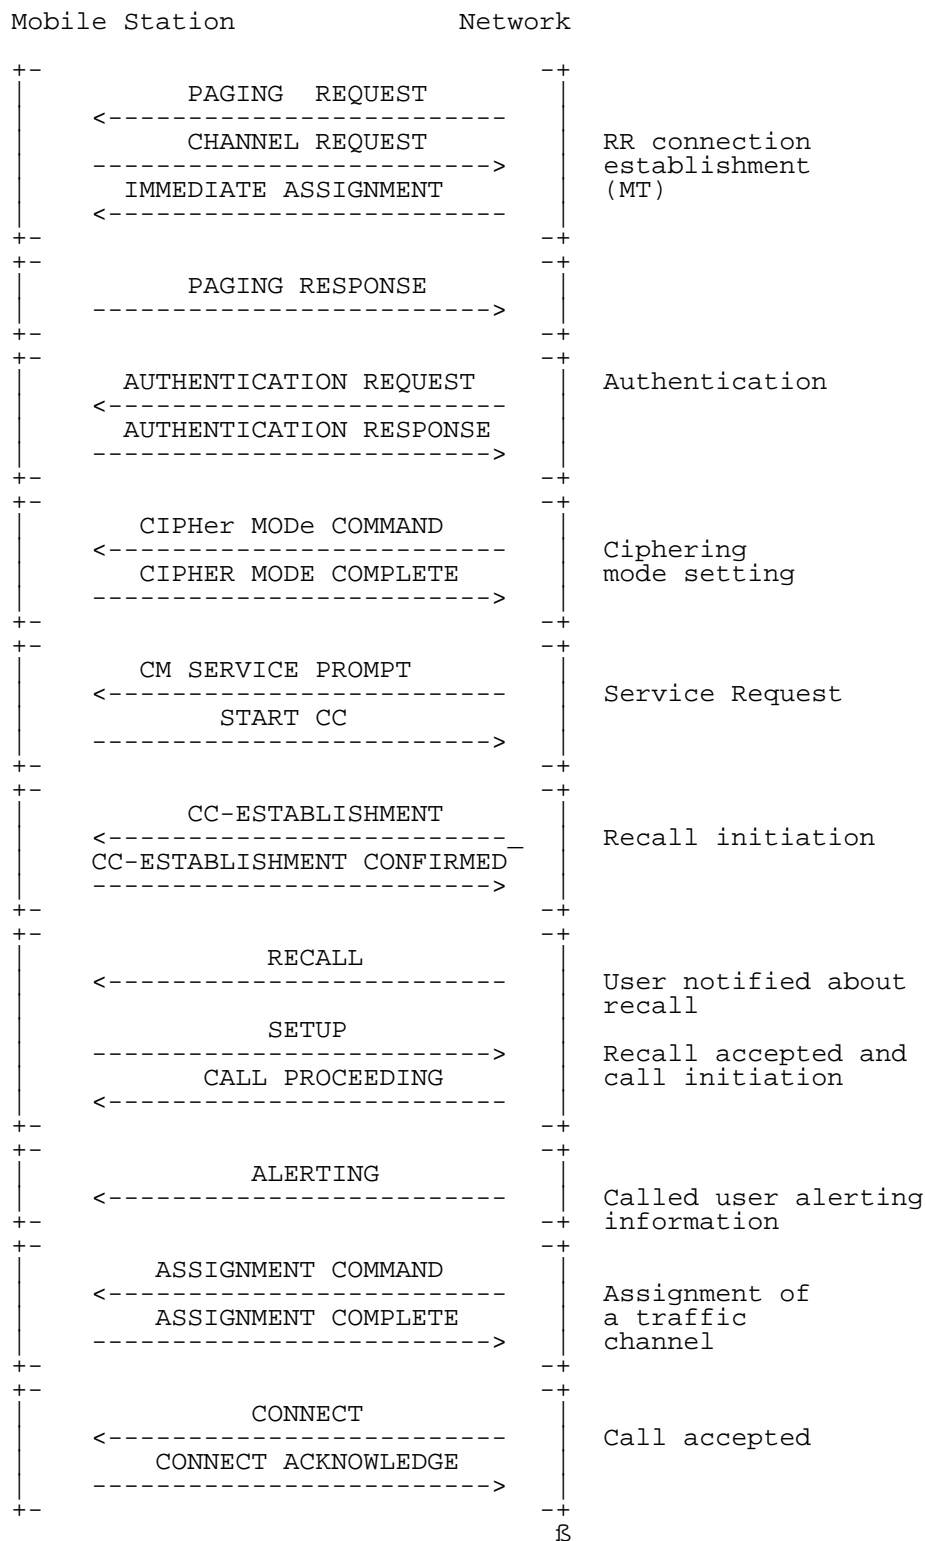 Mobile Station Network
PAGING REQUEST
CHANNEL REQUEST RR connection
establishment
IMMEDIATE ASSIGNMENT (MT)
PAGING RESPONSE
AUTHENTICATION REQUEST Authentication
AUTHENTICATION RESPONSE
CIPHer MODe COMMAND
Ciphering
CIPHER MODE COMPLETE mode setting
CM SERVICE PROMPT
Service Request
START CC
CC-ESTABLISHMENT
Recall initiation
CC-ESTABLISHMENT CONFIRMED
RECALL
User notified about
recall
SETUP
Recall accepted and
CALL PROCEEDING call initiation
ALERTING
Called user alerting
information
ASSIGNMENT COMMAND
Assignment of
ASSIGNMENT COMPLETE a traffic
channel
CONNECT
Call accepted
CONNECT ACKNOWLEDGE
ß